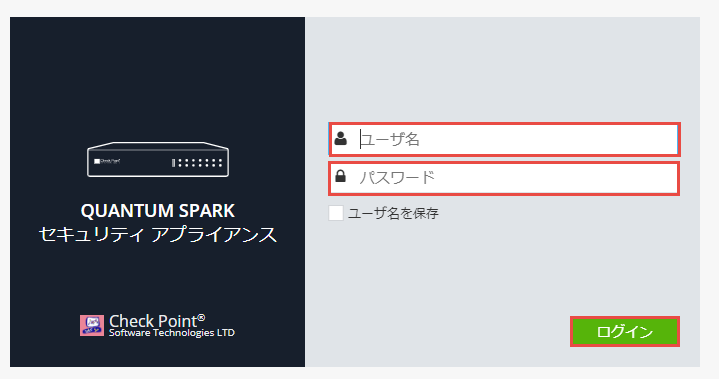 Check Point
QUANTUM SPARK
セキュリティ アプライアンス
Check Point®
Software Technologies LTD
ユーザ名
パスワード
ユーザ名を保存
ログイン